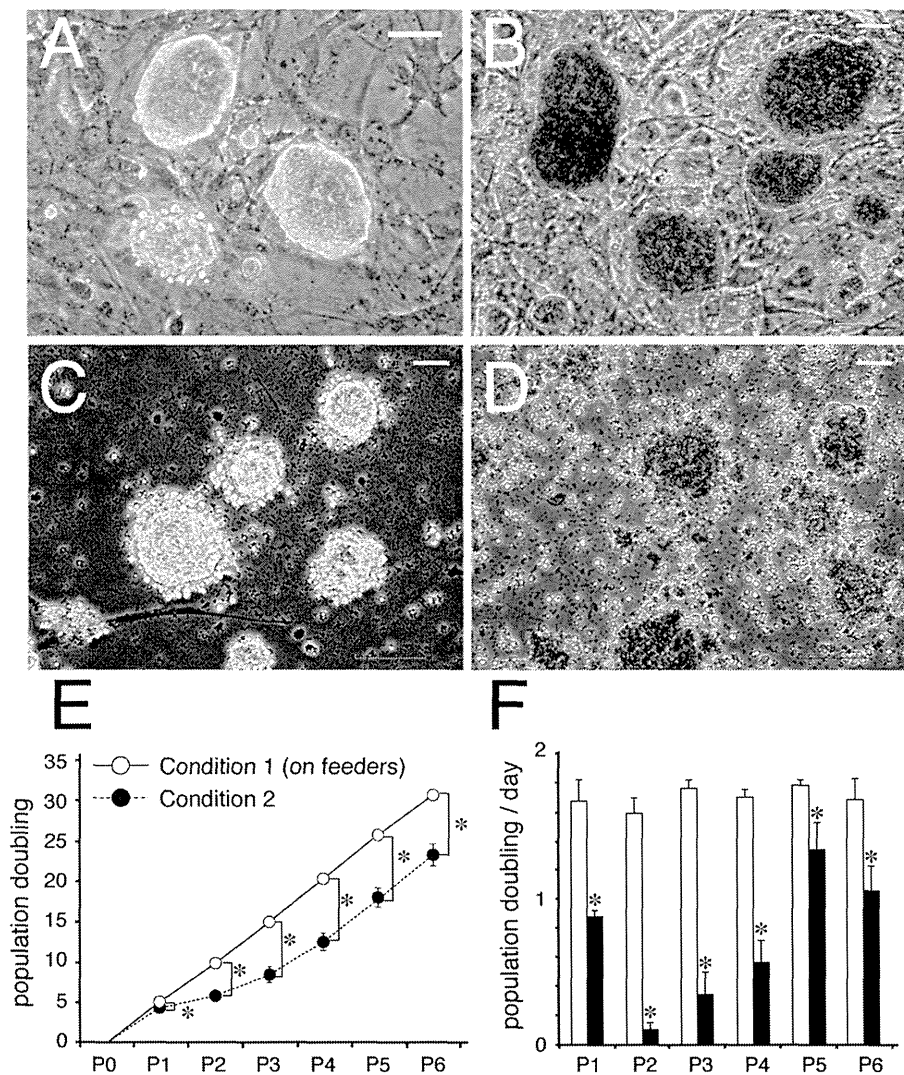 A
B
C
D
E
F
35
30
25
20
15
10
5
0
population doubling
Condition 1 (on feeders)
Condition 2
*
*
*
*
*
*
P0 P1 P2 P3 P4 P5 P6
2
1
0
population doubling / day
*
*
*
*
*
*
P1 P2 P3 P4 P5 P6